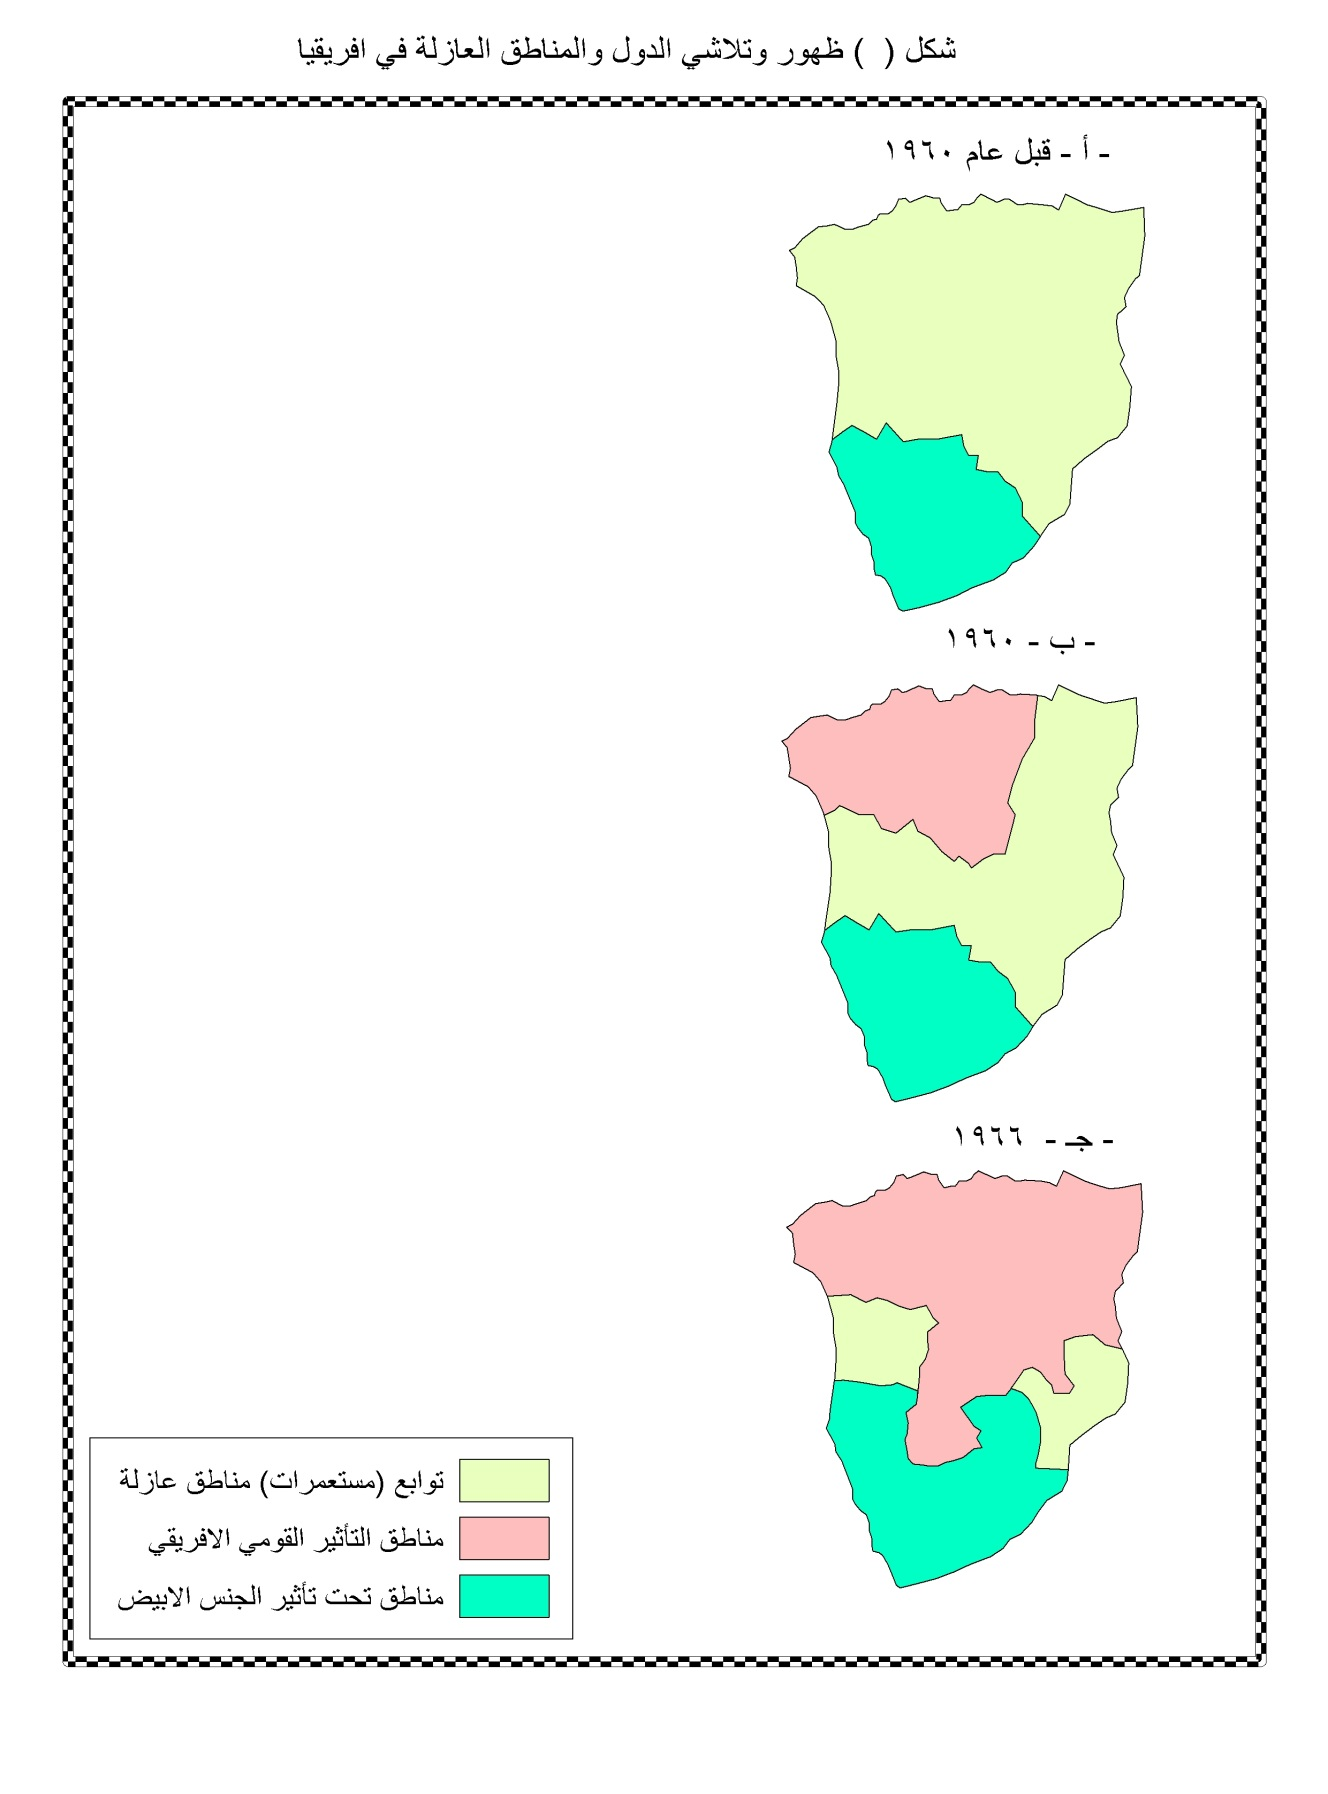 شكل (  ) ظهور وتلاشي الدول والمناطق العازلة في افريقيا
- أ - قبل عام ١٩٦٠
- ب - ١٩٦٠
- جـ - ١٩٦٦
توابع (مستعمرات) مناطق عازلة
مناطق التأثير القومي الافريقي
مناطق تحت تأثير الجنس الابيض